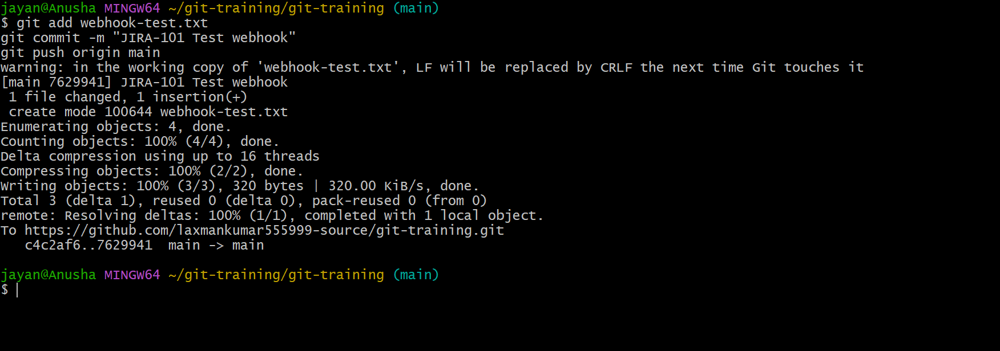 jayan@Anusha MINGW64 ~/git-training/git-training (main)
$ git add webhook-test.txt
git commit -m "JIRA-101 Test webhook"
git push origin main
warning: in the working copy of 'webhook-test.txt', LF will be replaced by CRLF the next time Git touches it
[main 7629941] JIRA-101 Test webhook
 1 file changed, 1 insertion(+)
 create mode 100644 webhook-test.txt
Enumerating objects: 4, done.
Counting objects: 100% (4/4), done.
Delta compression using up to 16 threads
Compressing objects: 100% (2/2), done.
Writing objects: 100% (3/3), 320 bytes | 320.00 KiB/s, done.
Total 3 (delta 1), reused 0 (delta 0), pack-reused 0 (from 0)
remote: Resolving deltas: 100% (1/1), completed with 1 local object.
To https://github.com/laxmankumar555999-source/git-training.git
   c4c2af6..7629941  main -> main
jayan@Anusha MINGW64 ~/git-training/git-training (main)
$